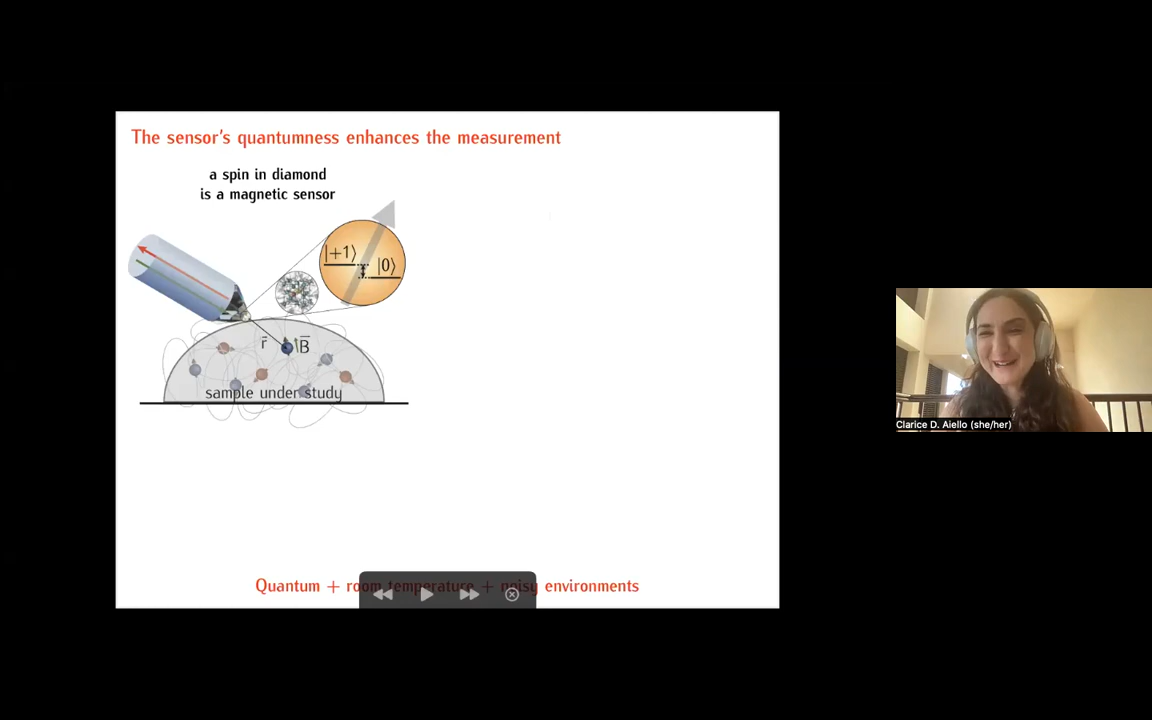 The sensor's quantumness enhances the measurement
a spin in diamond
is a magnetic sensor
|+1⟩
|0⟩
r⃗
B⃗
sample under study
Quantum + room temperature + noisy environments
Clarice D. Aiello (she/her)